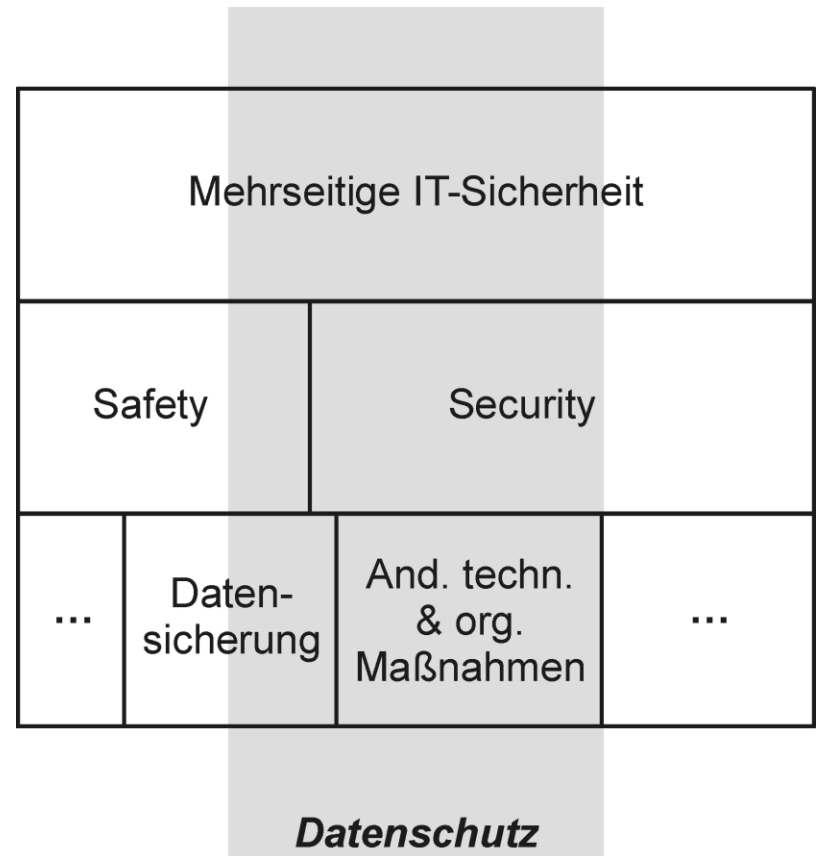 Mehrseitige IT-Sicherheit
Safety
Security
...
Daten-
sicherung
And. techn.
& org.
Maßnahmen
...
Datenschutz